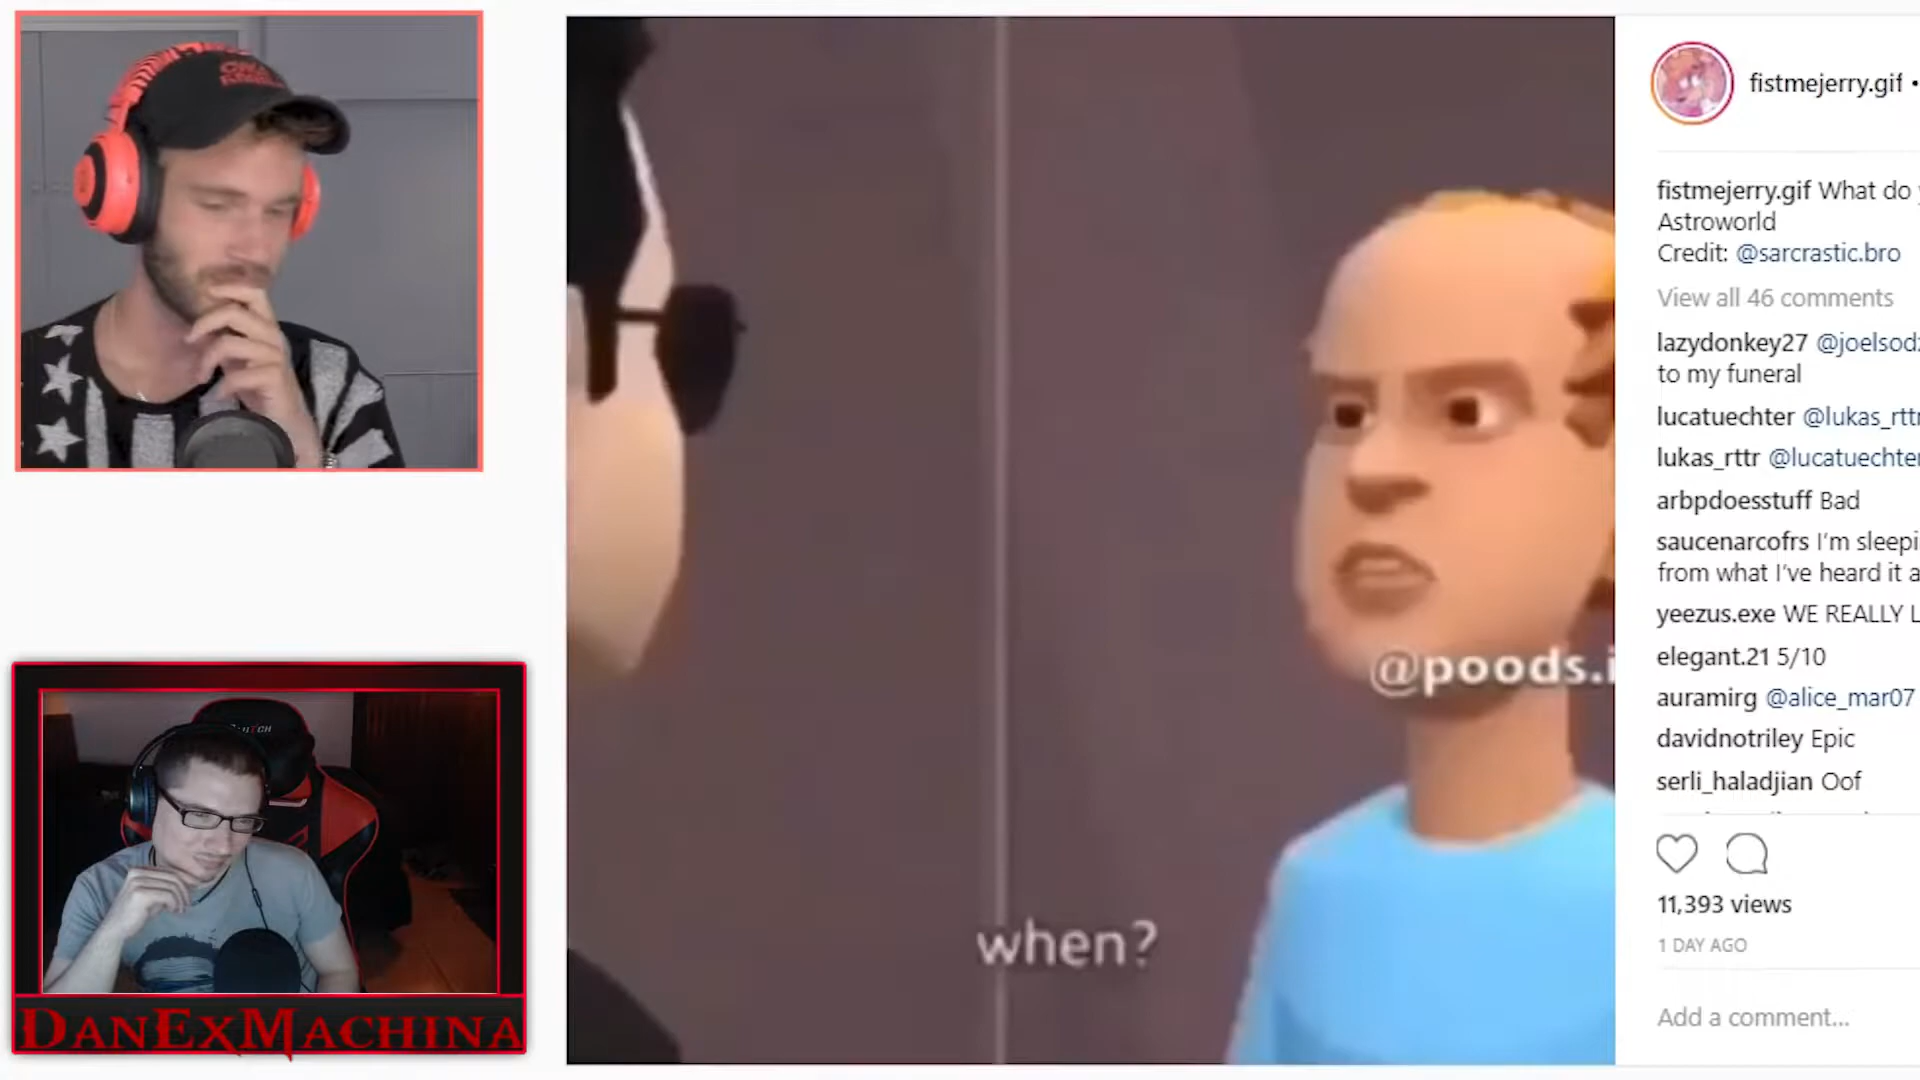 @poods.i
when?
DANEXMACHINA
fistmejerry.gif •
fistmejerry.gif What do
Astroworld
Credit: @sarcrastic.bro
View all 46 comments
lazydonkey27 @joelsodz
to my funeral
lucatuechter @lukas_rttr
lukas_rttr @lucatuechter
arbpdoesstuff Bad
saucenarcofrs I'm sleepi
from what I've heard it a
yeezus.exe WE REALLY L
elegant.21 5/10
auramirg @alice_mar07
davidnotriley Epic
serli_haladjian Oof
11,393 views
1 DAY AGO
Add a comment...